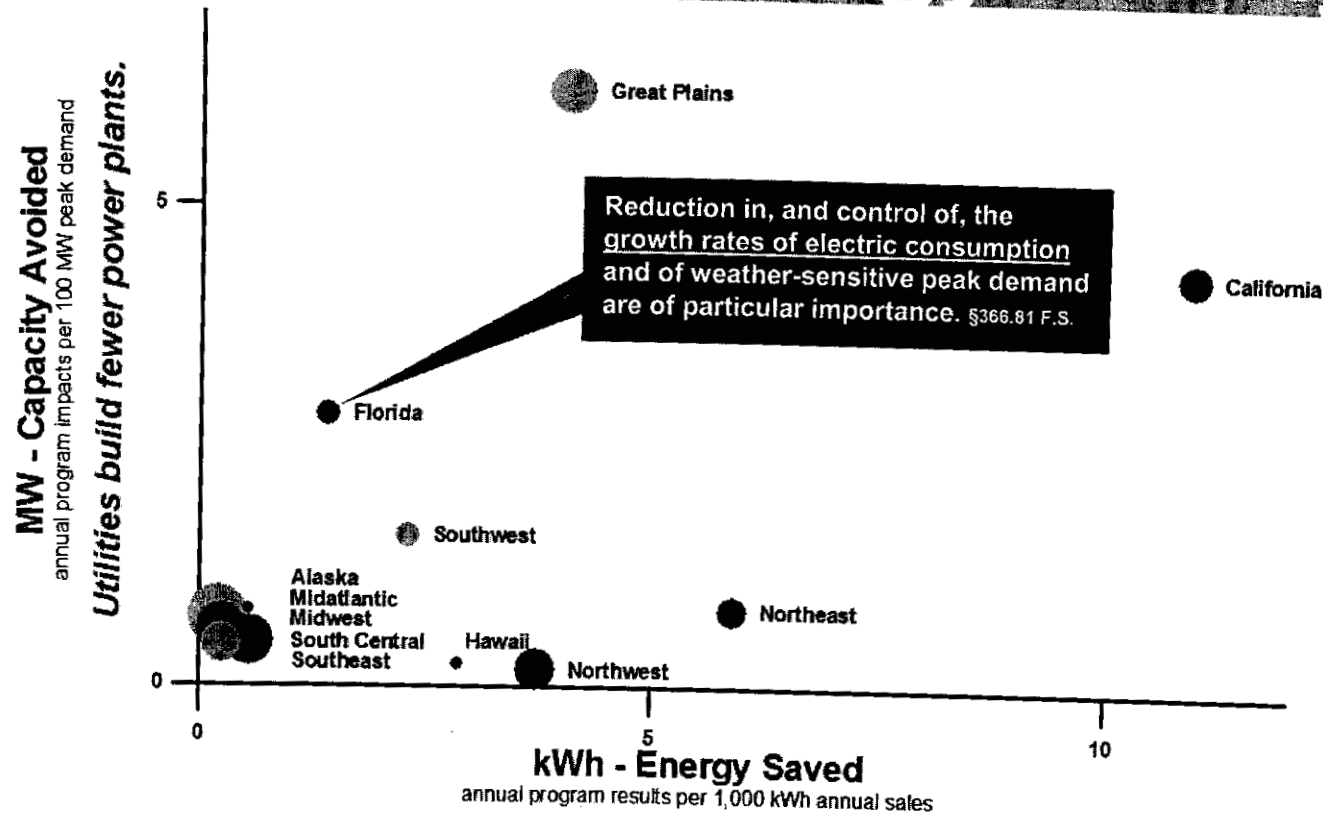 MW - Capacity Avoided
annual program impacts per 100 MW peak demand
Utilities build fewer power plants.
5
0
Great Plains
Reduction in, and control of, the
growth rates of electric consumption
and of weather-sensitive peak demand
are of particular importance. §366.81 F.S.
California
Florida
Southwest
Alaska
Midatlantic
Midwest
South Central
Southeast
Hawaii
Northwest
Northeast
0
5
10
kWh - Energy Saved
annual program results per 1,000 kWh annual sales